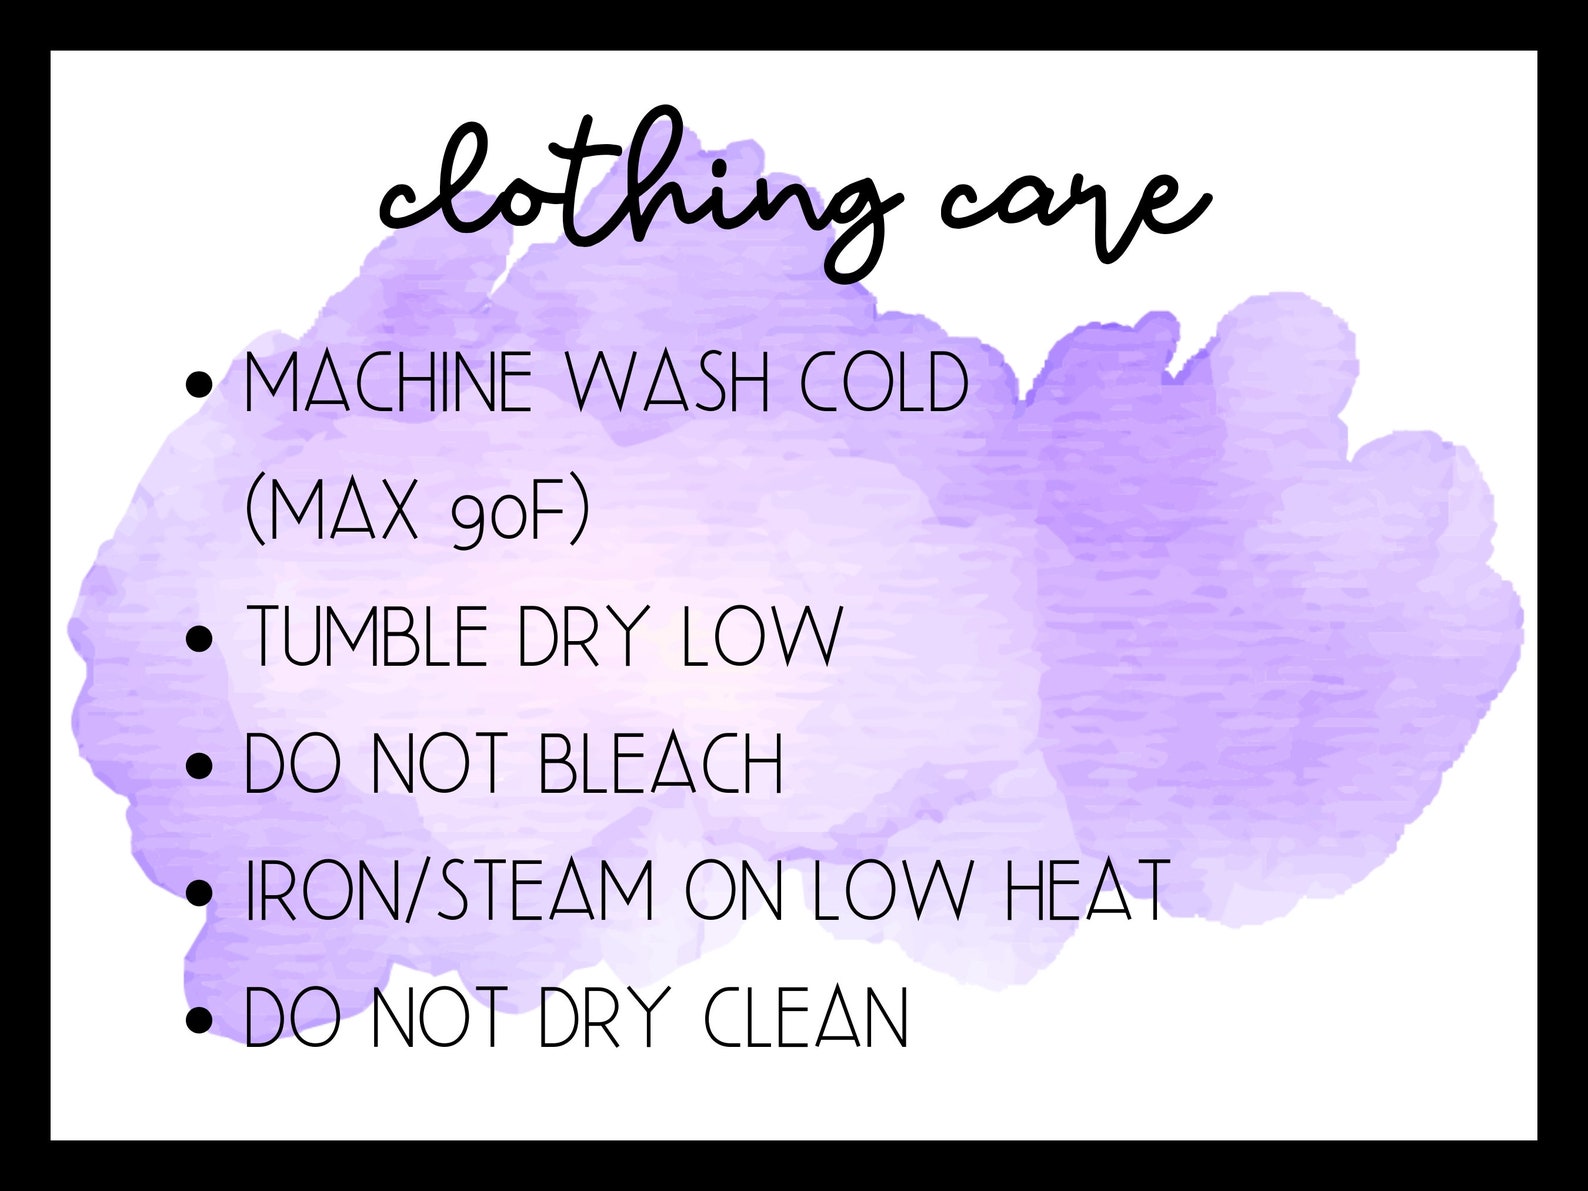 clothing care
• MACHINE WASH COLD
(MAX 90F)
• TUMBLE DRY LOW
• DO NOT BLEACH
• IRON/STEAM ON LOW HEAT
• DO NOT DRY CLEAN